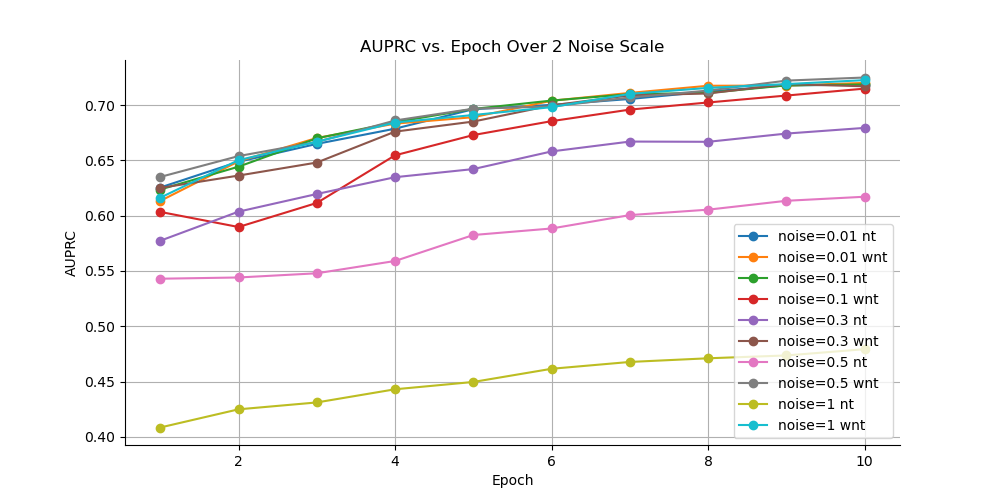 AUPRC vs. Epoch Over 2 Noise Scale
AUPRC
0.70
0.65
0.60
0.55
0.50
0.45
0.40
2
4
6
8
10
Epoch
noise=0.01 nt
noise=0.01 wnt
noise=0.1 nt
noise=0.1 wnt
noise=0.3 nt
noise=0.3 wnt
noise=0.5 nt
noise=0.5 wnt
noise=1 nt
noise=1 wnt